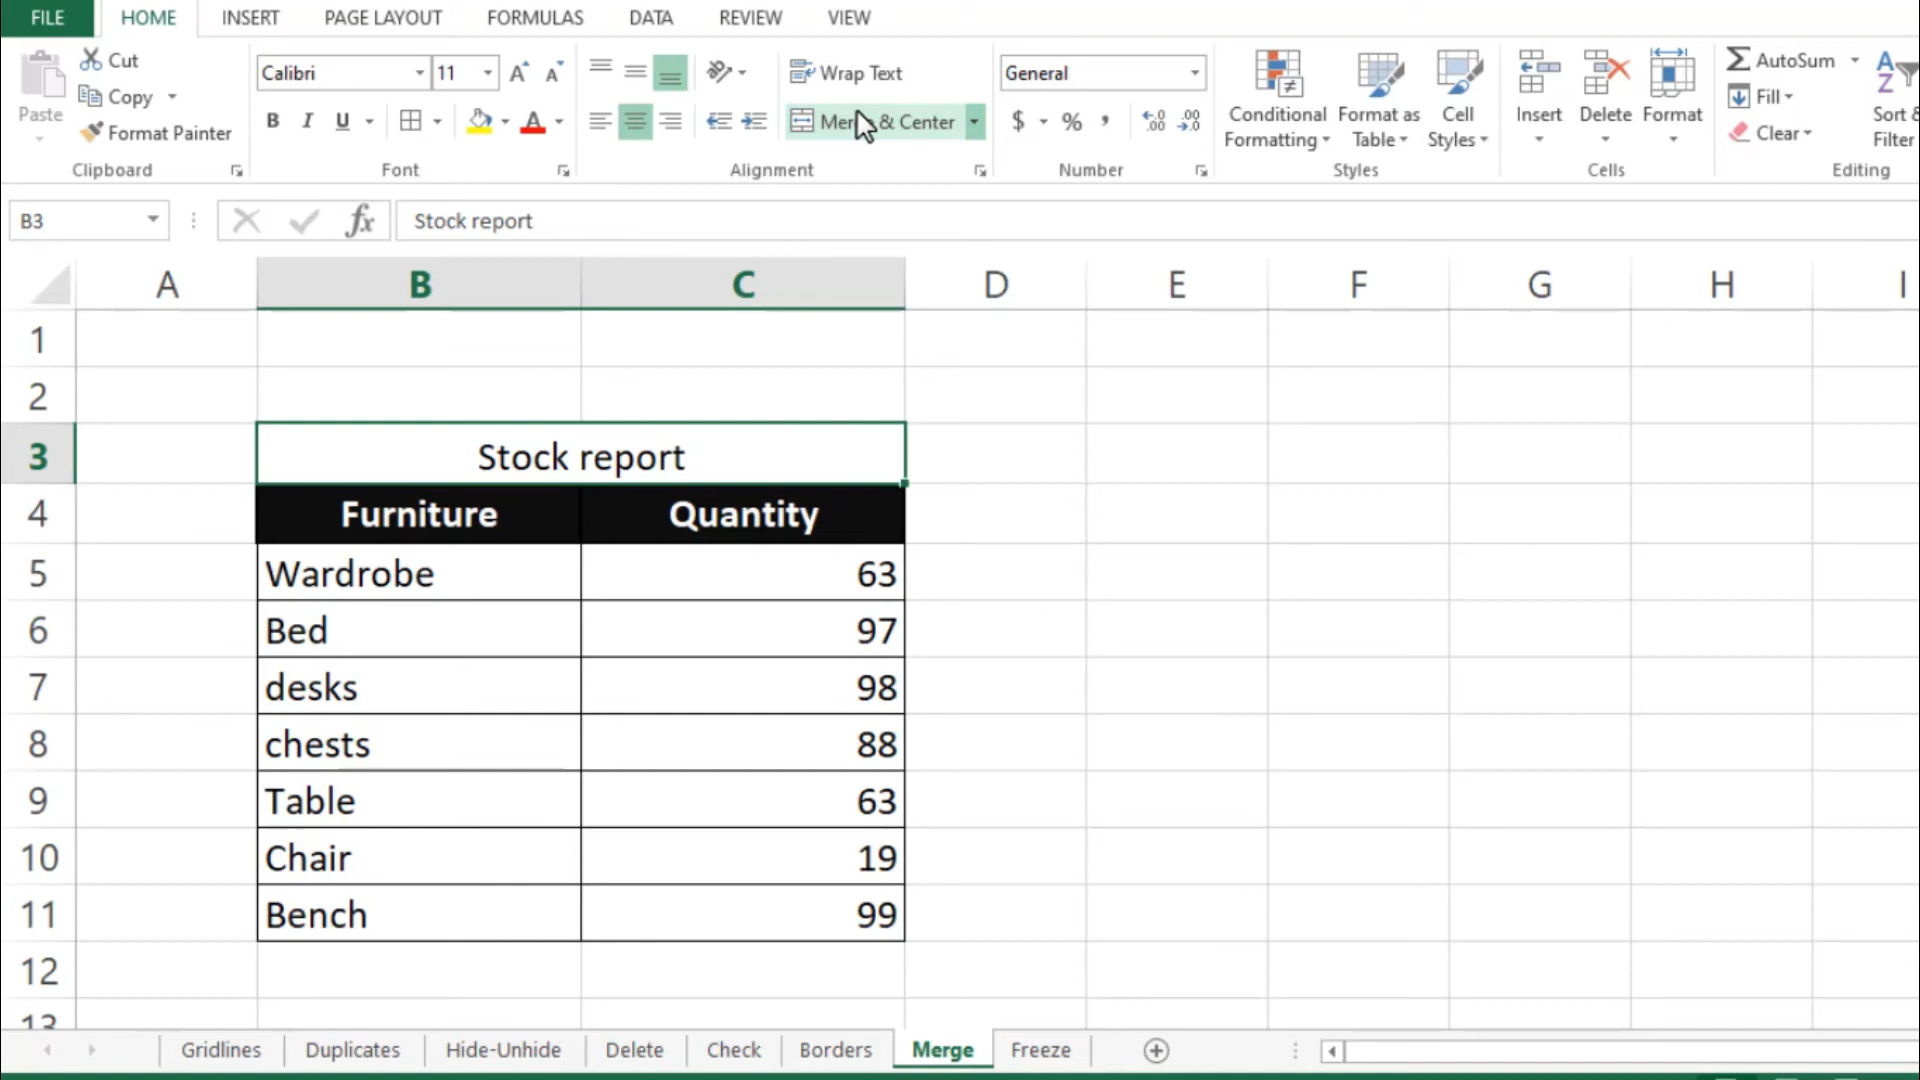 FILE HOME INSERT PAGE LAYOUT FORMULAS DATA REVIEW VIEW
Cut
Copy
Format Painter
Paste
Clipboard
Calibri 11 A A
B I U A
Font
Wrap Text
& Center
Alignment
General
$ % ,
Number
Conditional Formatting
Format as Table
Cell Styles
Styles
Insert Delete Format
Cells
AutoSum
Fill
Clear
Sort &
Filter
Editing
B3 fx Stock report
A B C D E F G H I
1
2
3 Stock report
4 Furniture Quantity
5 Wardrobe 63
6 Bed 97
7 desks 98
8 chests 88
9 Table 63
10 Chair 19
11 Bench 99
12
13
Gridlines Duplicates Hide-Unhide Delete Check Borders Merge Freeze